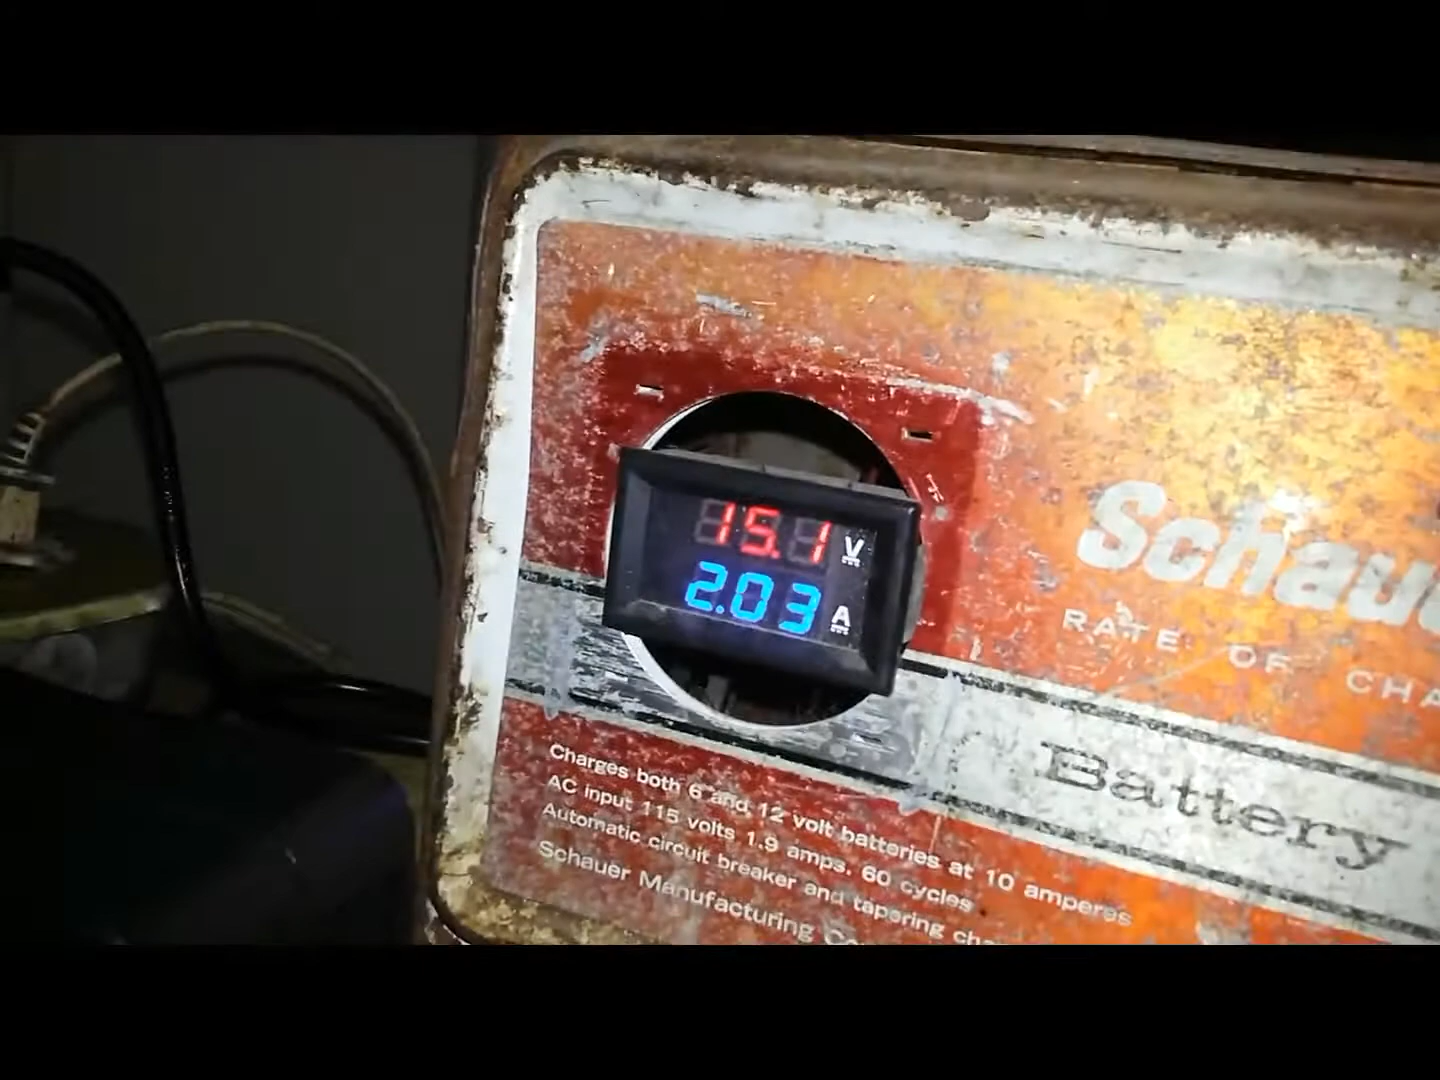 15.1 V
2.03 A
Schaue
RATE OF CHA
Battery
Charges both 6 and 12 volt batteries at 10 amperes
AC input 115 volts 1.9 amps. 60 cycles
Automatic circuit breaker and tapering cha
Schauer Manufacturing Co